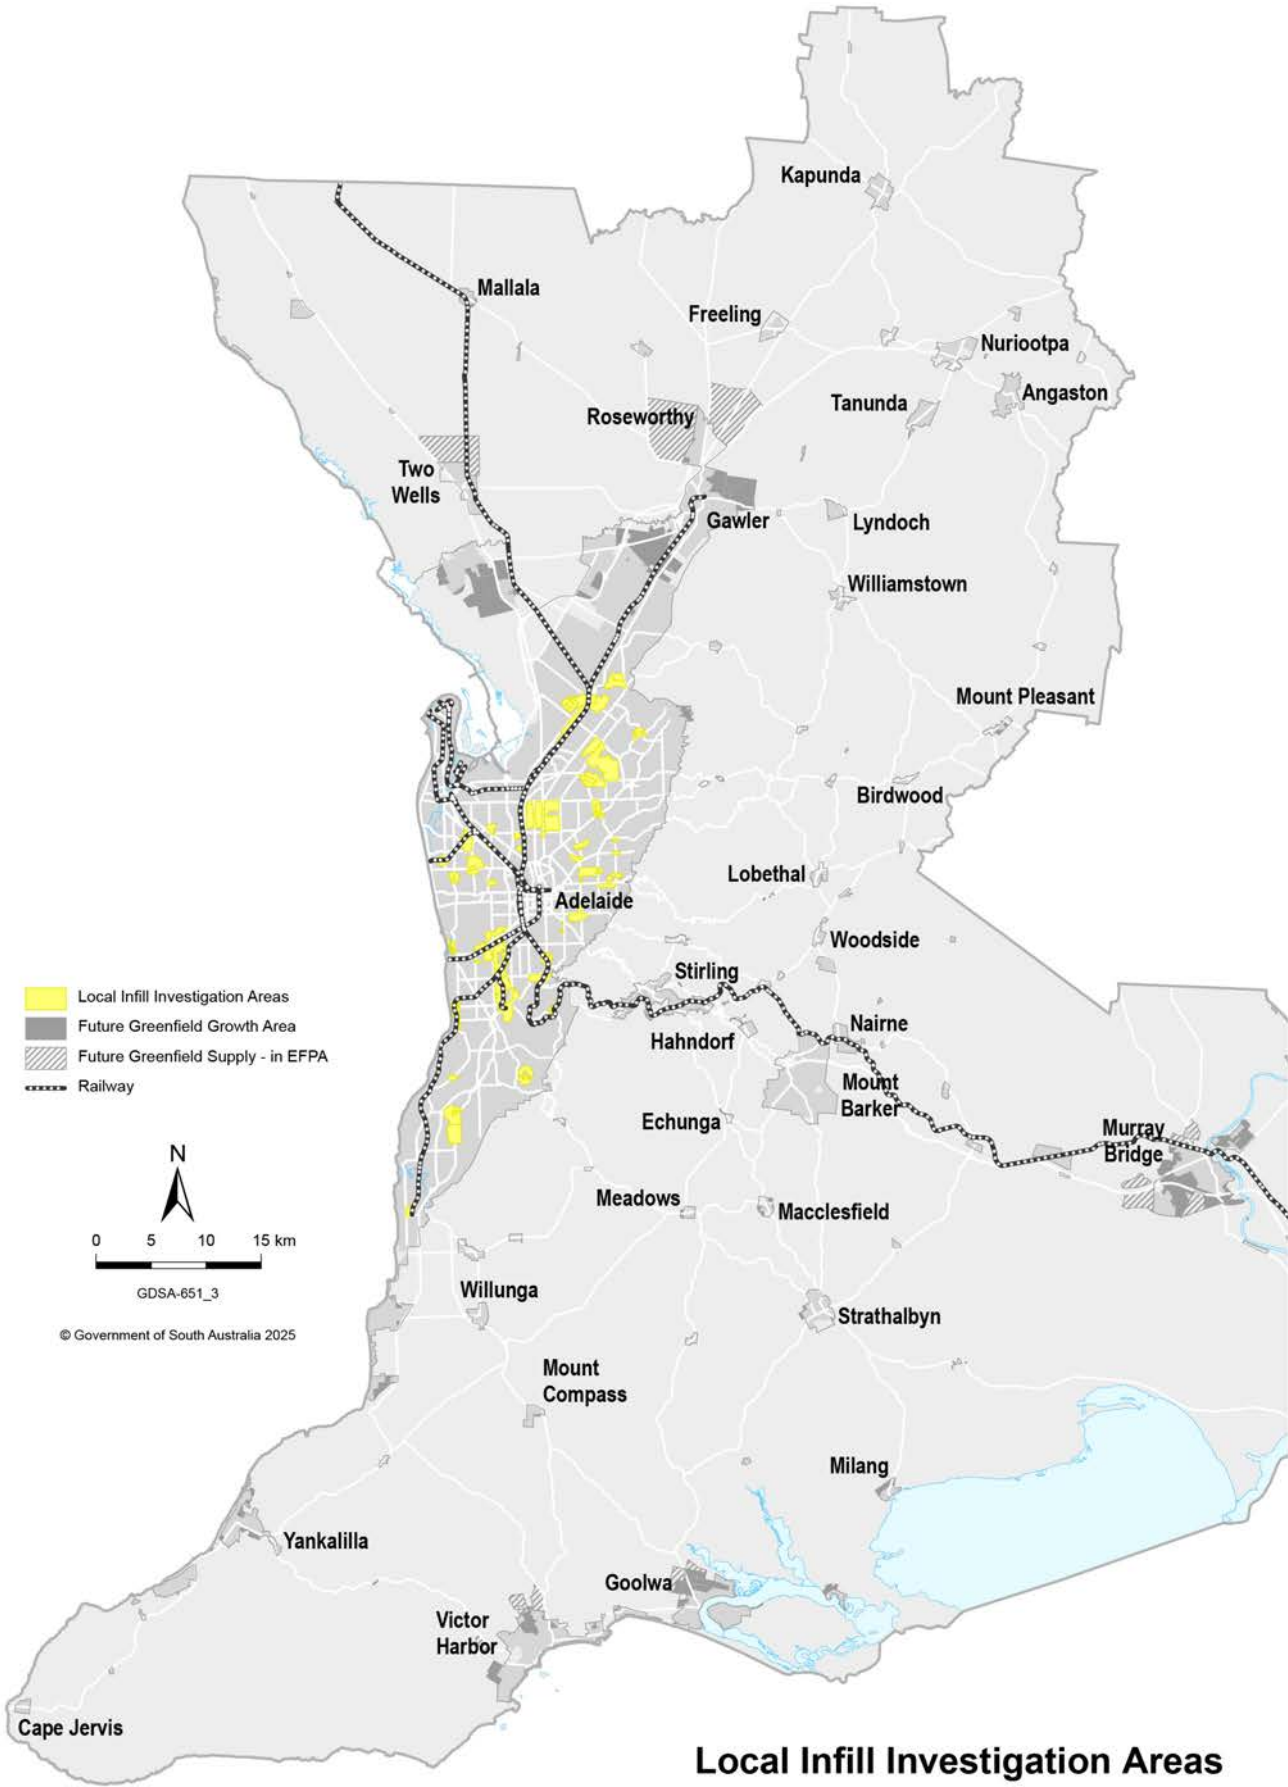 Kapunda
Mallala
Freeling
Nuriootpa
Angaston
Tanunda
Roseworthy
Two
Wells
Gawler
Lyndoch
Williamstown
Mount Pleasant
Birdwood
Lobethal
Adelaide
Woodside
Stirling
Local Infill Investigation Areas
Future Greenfield Growth Area
Future Greenfield Supply - in EFPA
Railway
Nairne
Hahndorf
Mount
Barker
Echunga
Murray
Bridge
N
0 5 10 15 km
GDSA-651_3
© Government of South Australia 2025
Meadows
Macclesfield
Willunga
Strathalbyn
Mount
Compass
Milang
Yankalilla
Goolwa
Victor
Harbor
Cape Jervis
Local Infill Investigation Areas